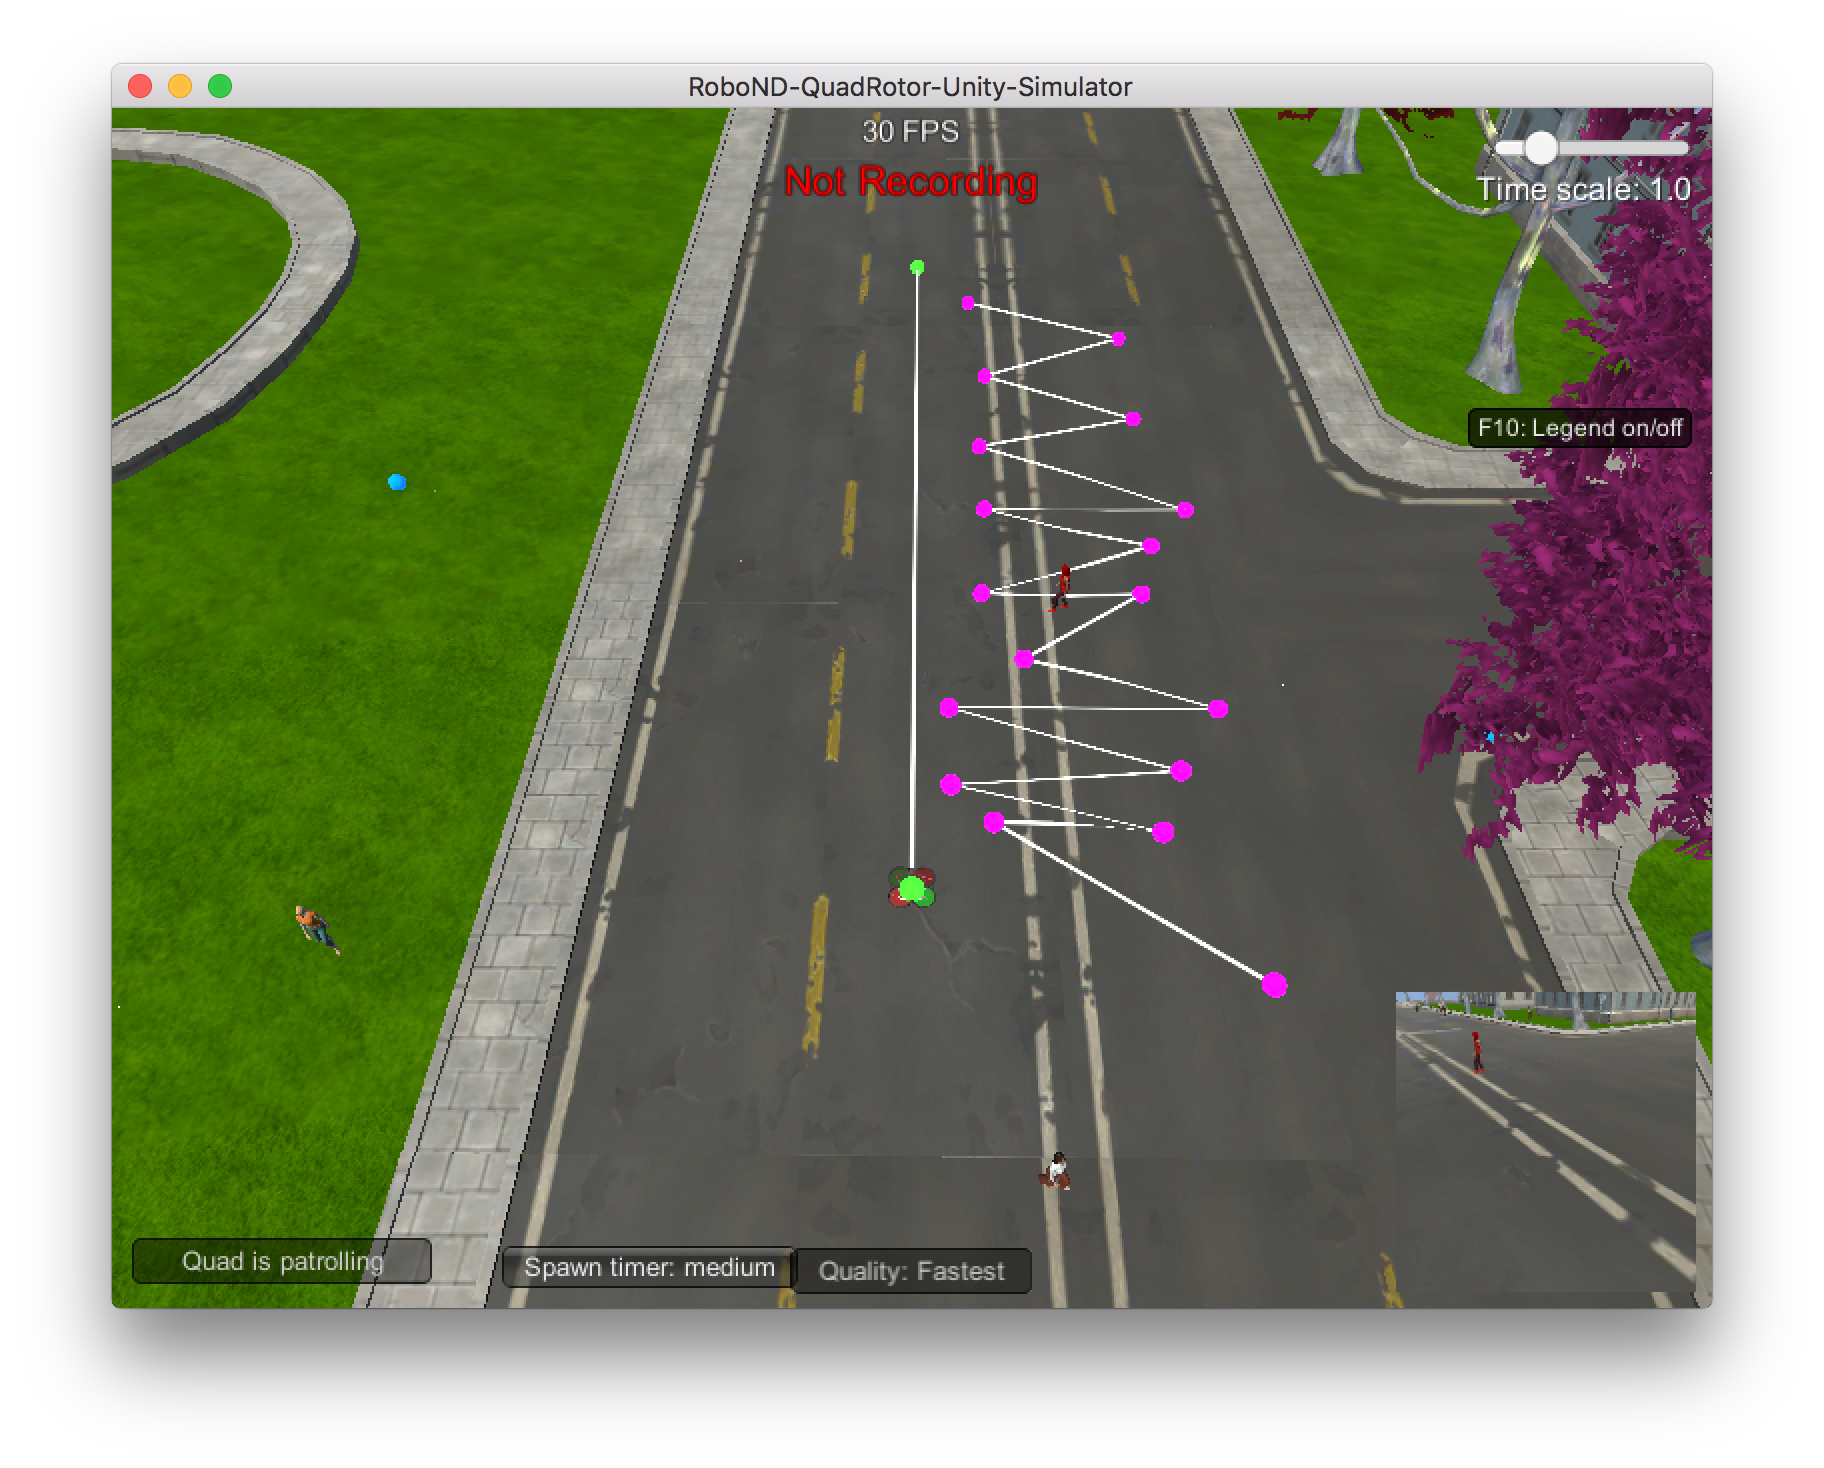 RoboND-QuadRotor-Unity-Simulator
30 FPS
Not Recording
Time scale: 1.0
F10: Legend on/off
Quad is patrolling
Spawn timer: medium
Quality: Fastest